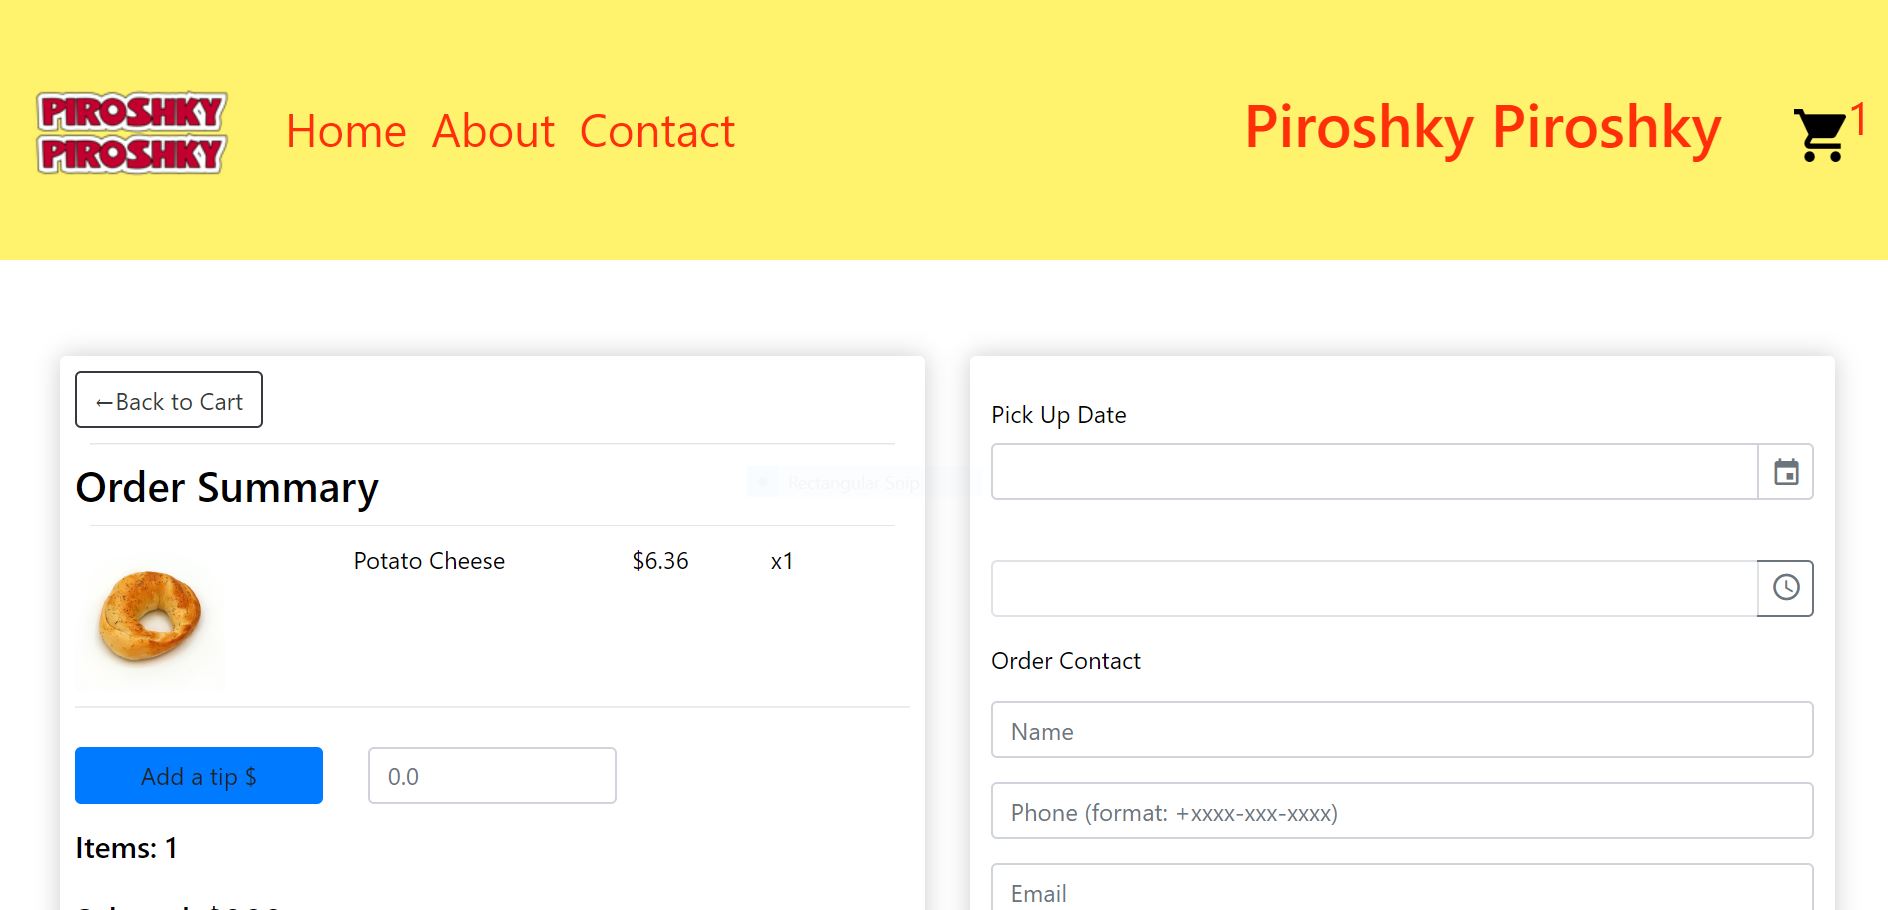 PIROSHKY
PIROSHKY
Home About Contact
Piroshky Piroshky
1
←Back to Cart
Order Summary
Rectangular Snip
Potato Cheese $6.36 x1
Add a tip $ 0.0
Items: 1
Pick Up Date
Order Contact
Name
Phone (format: +xxxx-xxx-xxxx)
Email